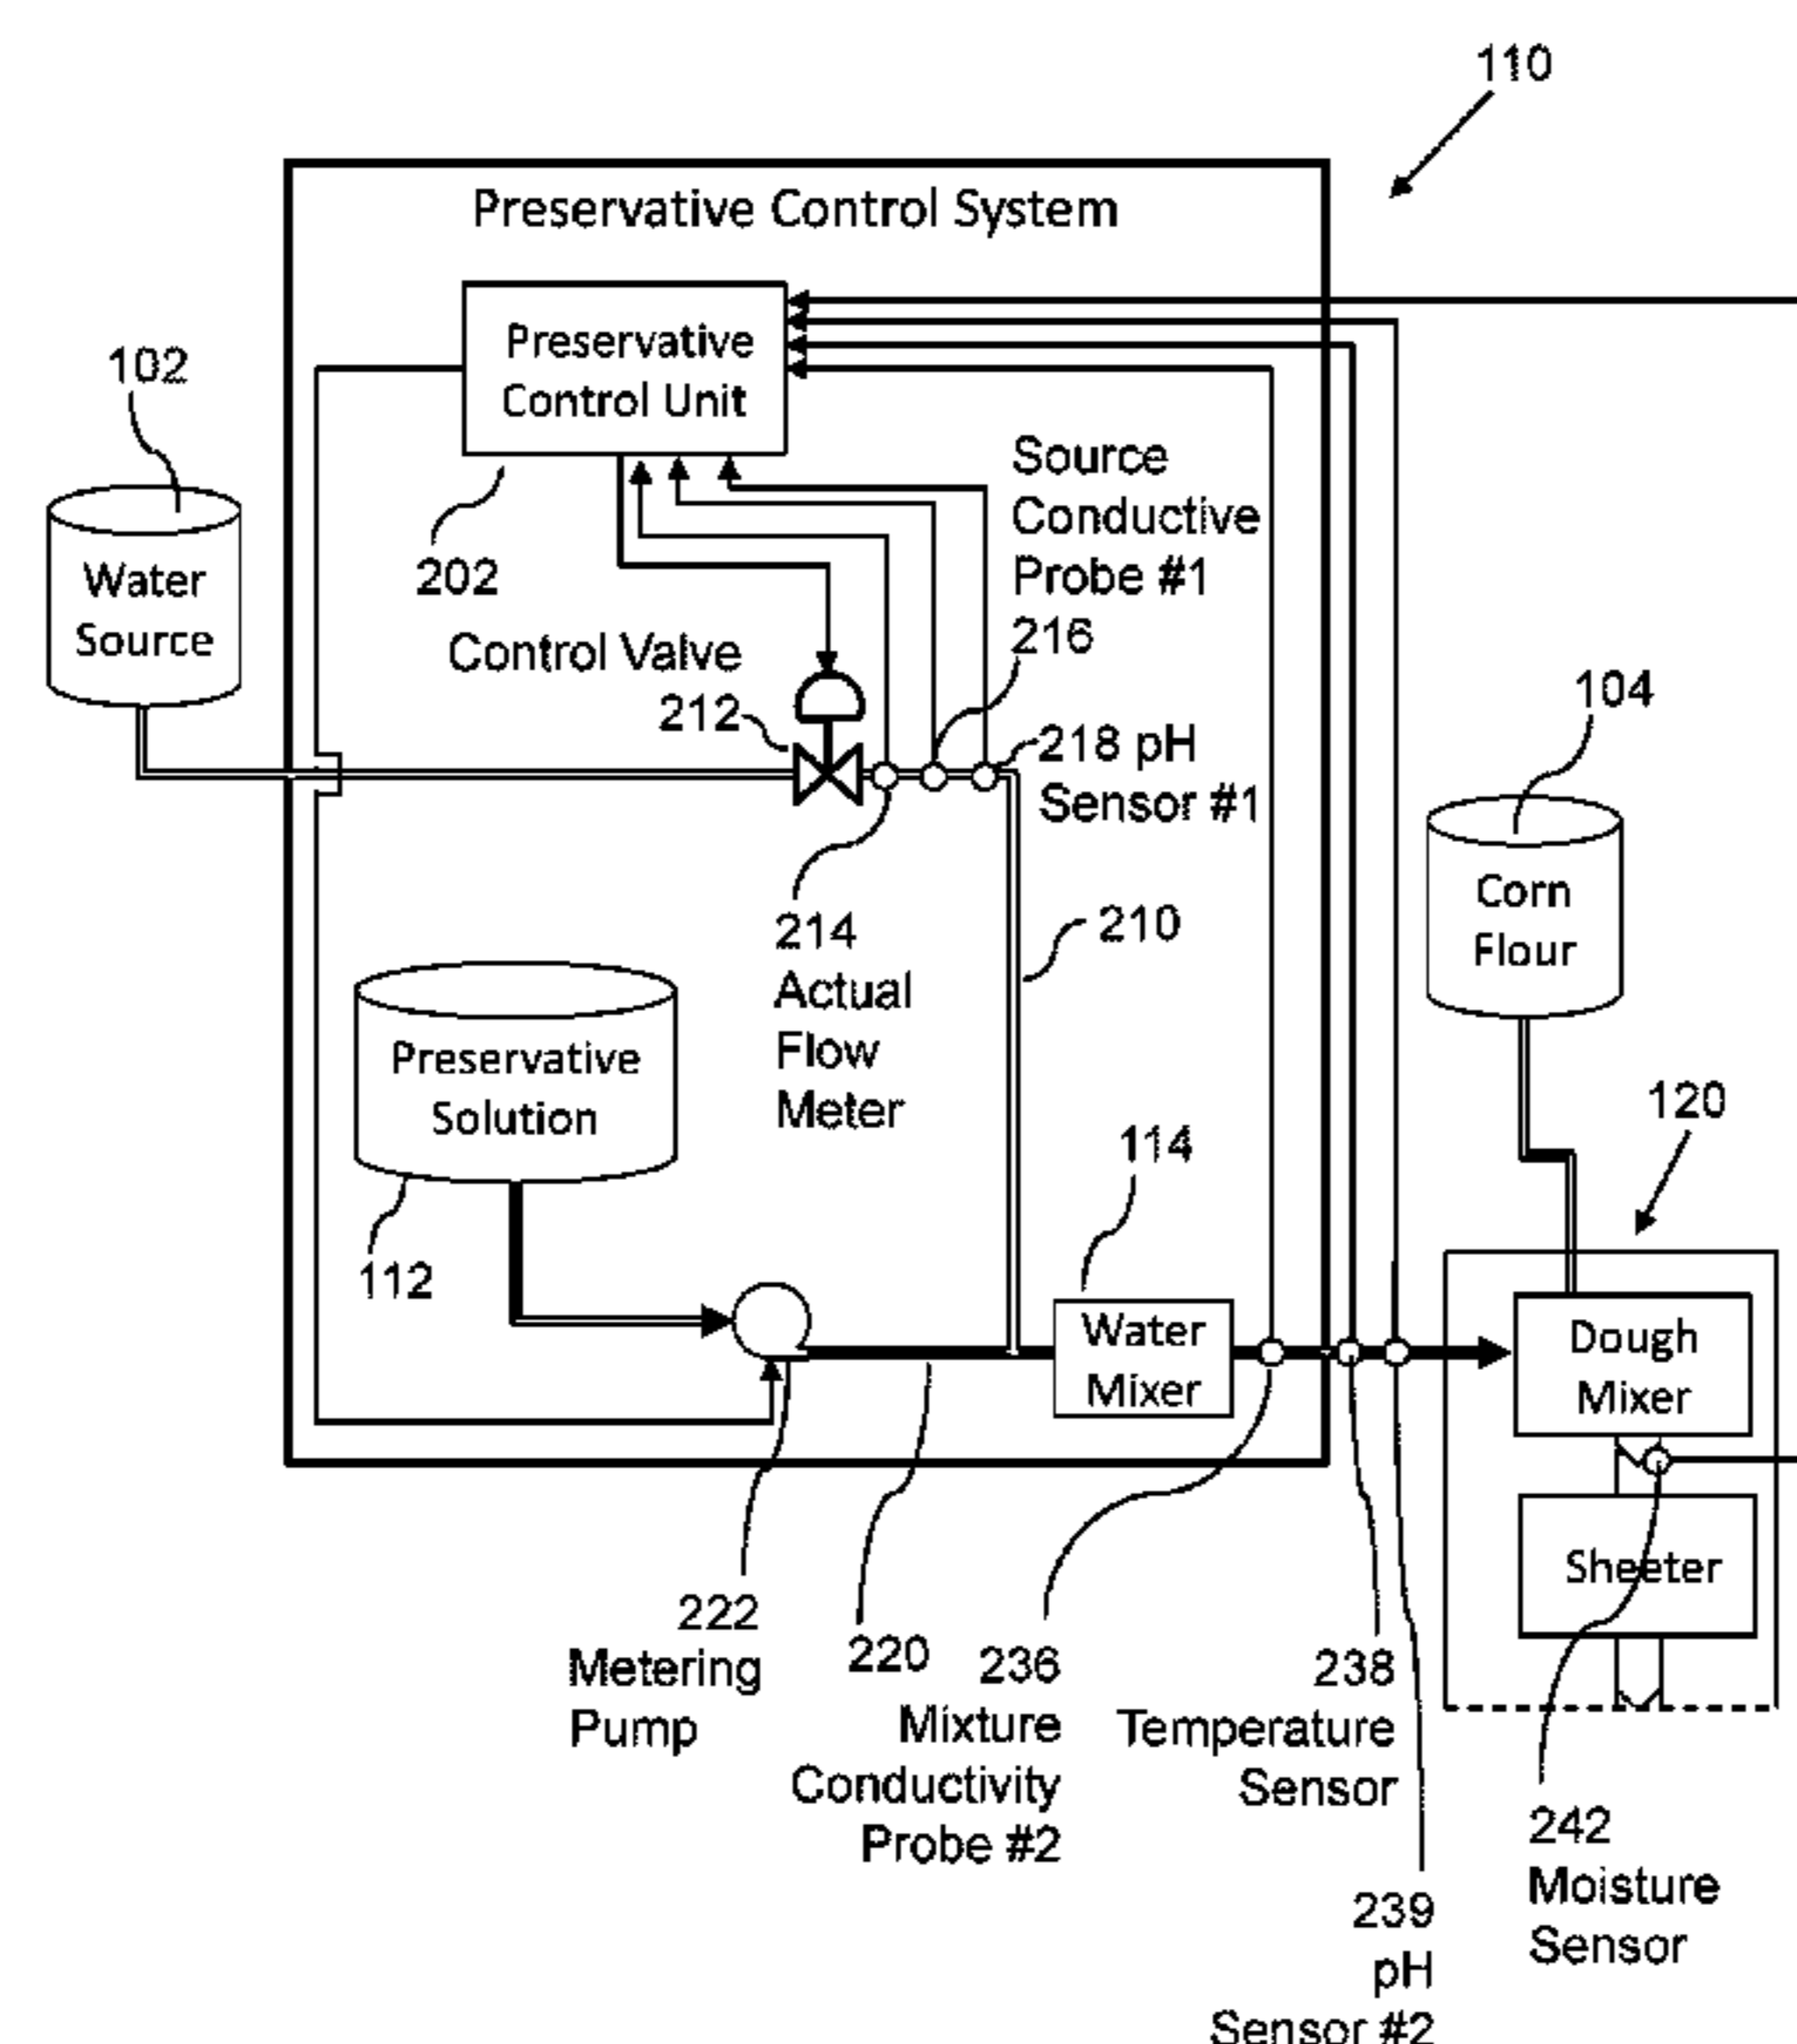 110
Preservative Control System
Preservative
Control Unit
102
Water
Source
202
Source
Conductive
Probe #1
216
Control Valve
212
218 pH
Sensor #1
104
Corn
Flour
214
Actual
Flow
Meter
210
Preservative
Solution
112
114
120
Water
Mixer
Dough
Mixer
Sheeter
222
Metering
Pump
220
236
Mixture
Conductivity
Probe #2
238
Temperature
Sensor
239
pH
Sensor #2
242
Moisture
Sensor